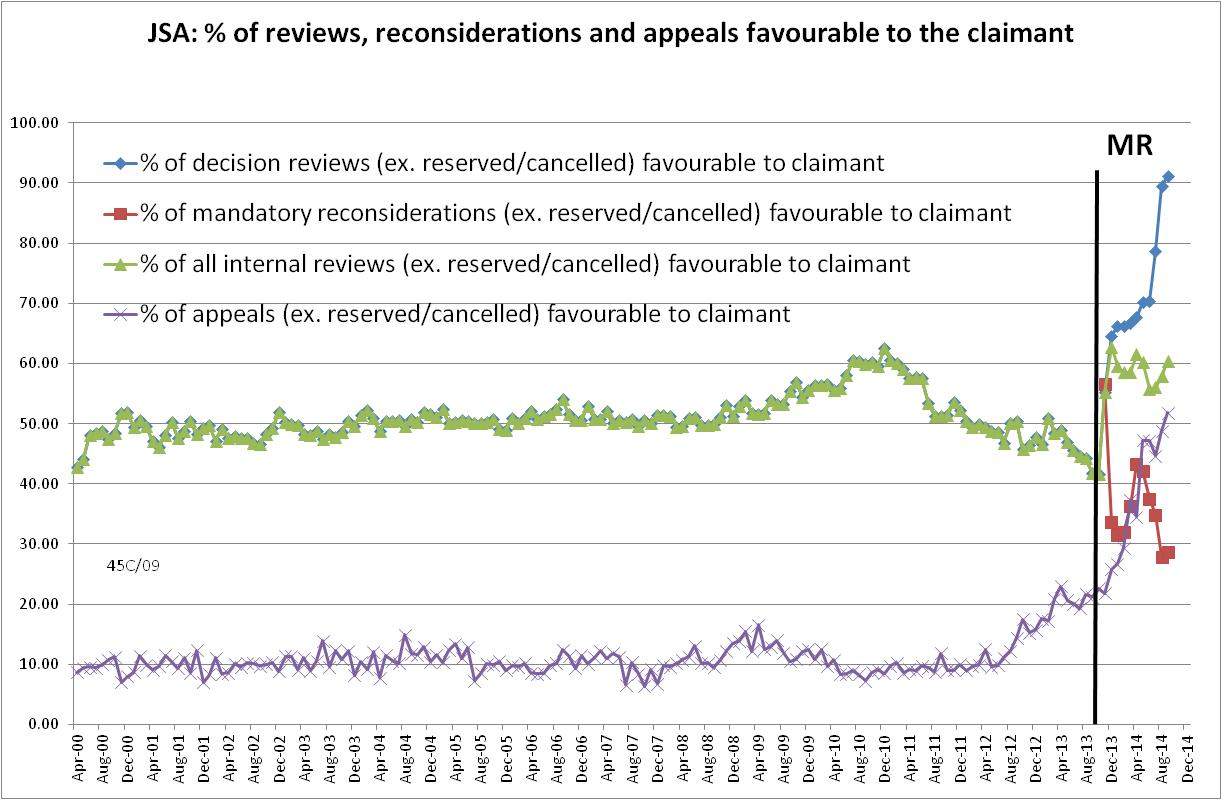 JSA: % of reviews, reconsiderations and appeals favourable to the claimant
100.00
90.00
80.00
70.00
60.00
50.00
40.00
30.00
20.00
10.00
0.00
MR
% of decision reviews (ex. reserved/cancelled) favourable to claimant
% of mandatory reconsiderations (ex. reserved/cancelled) favourable to claimant
% of all internal reviews (ex. reserved/cancelled) favourable to claimant
% of appeals (ex. reserved/cancelled) favourable to claimant
45C/09
Apr-00
Aug-00
Dec-00
Apr-01
Aug-01
Dec-01
Apr-02
Aug-02
Dec-02
Apr-03
Aug-03
Dec-03
Apr-04
Aug-04
Dec-04
Apr-05
Aug-05
Dec-05
Apr-06
Aug-06
Dec-06
Apr-07
Aug-07
Dec-07
Apr-08
Aug-08
Dec-08
Apr-09
Aug-09
Dec-09
Apr-10
Aug-10
Dec-10
Apr-11
Aug-11
Dec-11
Apr-12
Aug-12
Dec-12
Apr-13
Aug-13
Dec-13
Apr-14
Aug-14
Dec-14